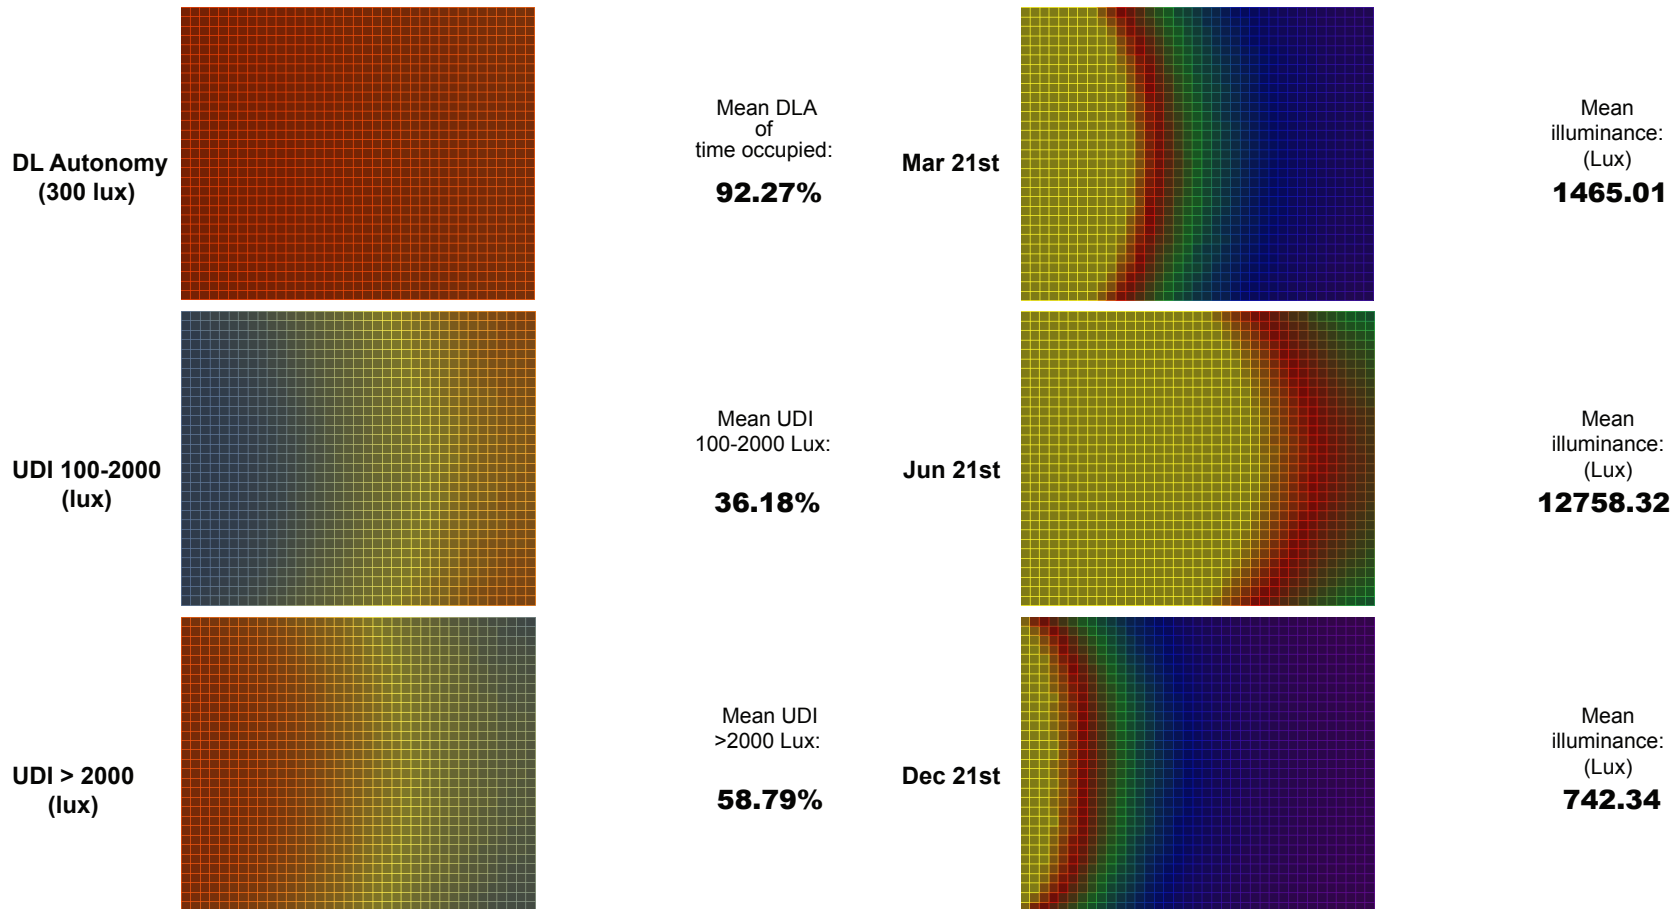 DL Autonomy
(300 lux)
Mean DLA
of
time occupied:
92.27%
Mar 21st
Mean
illuminance:
(Lux)
1465.01
UDI 100-2000
(lux)
Mean UDI
100-2000 Lux:
36.18%
Jun 21st
Mean
illuminance:
(Lux)
12758.32
UDI > 2000
(lux)
Mean UDI
>2000 Lux:
58.79%
Dec 21st
Mean
illuminance:
(Lux)
742.34